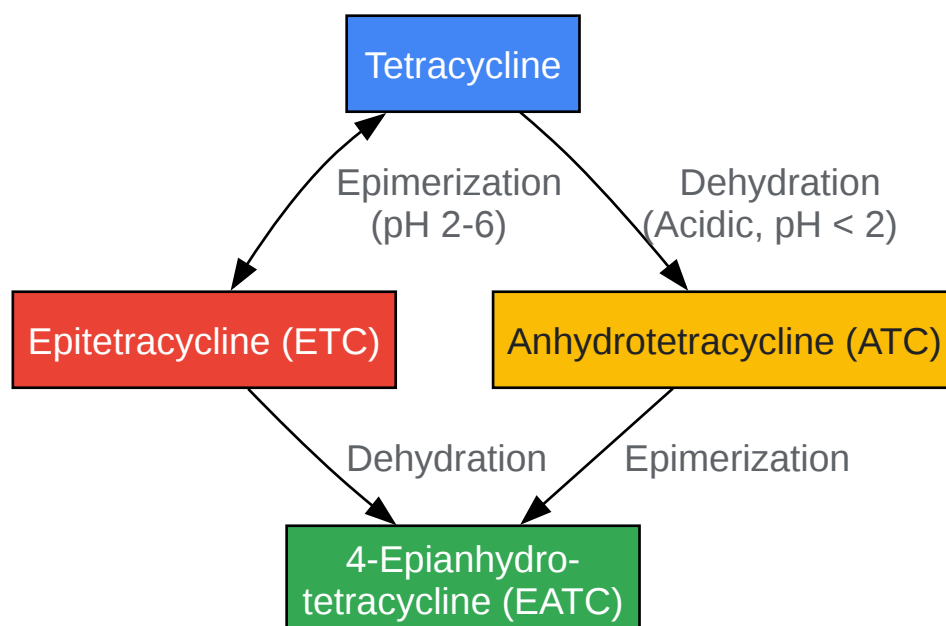 Tetracycline
Epimerization
(pH 2-6)
Dehydration
(Acidic, pH < 2)
Epitetracycline (ETC)
Anhydrotetracycline (ATC)
Dehydration
Epimerization
4-Epianhydro-
tetracycline (EATC)